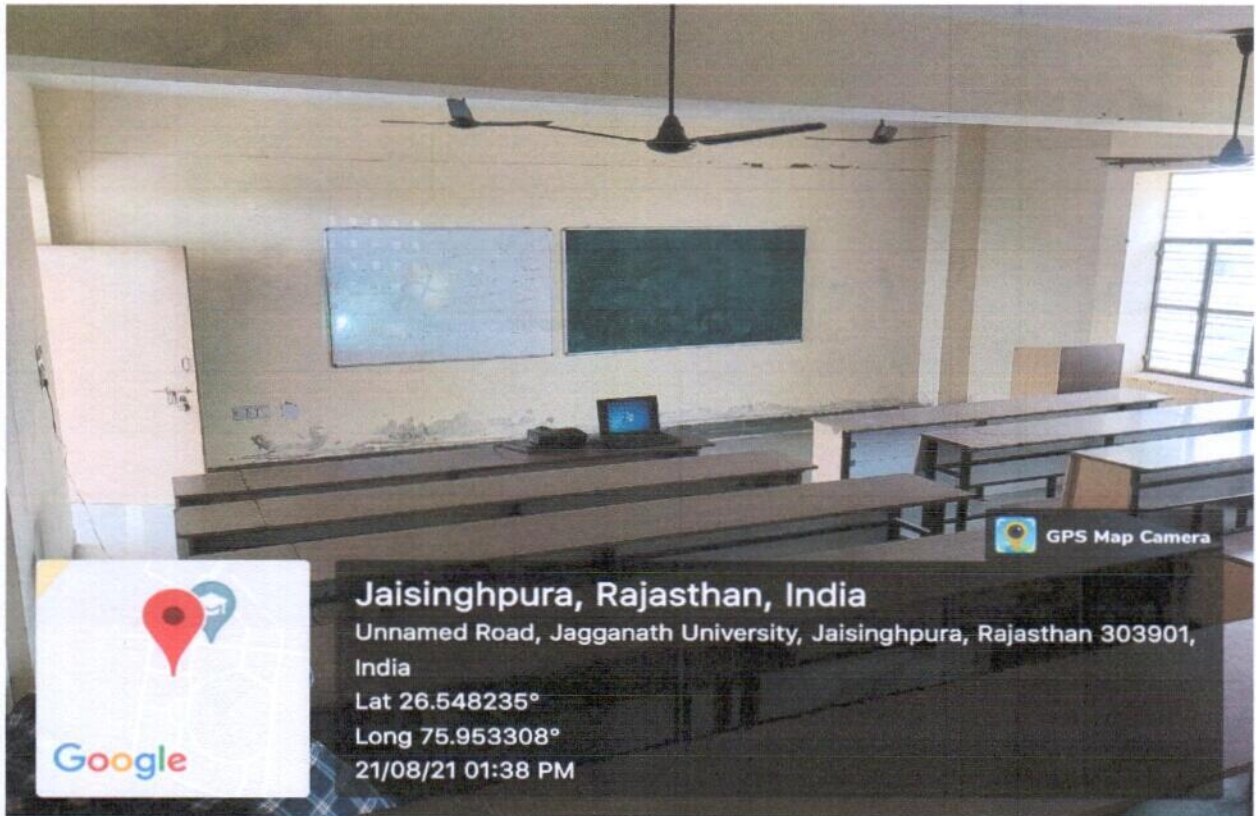 GPS Map Camera
Jaisinghpura, Rajasthan, India
Unnamed Road, Jagganath University, Jaisinghpura, Rajasthan 303901,
India
Lat 26.548235°
Long 75.953308°
21/08/21 01:38 PM
Google